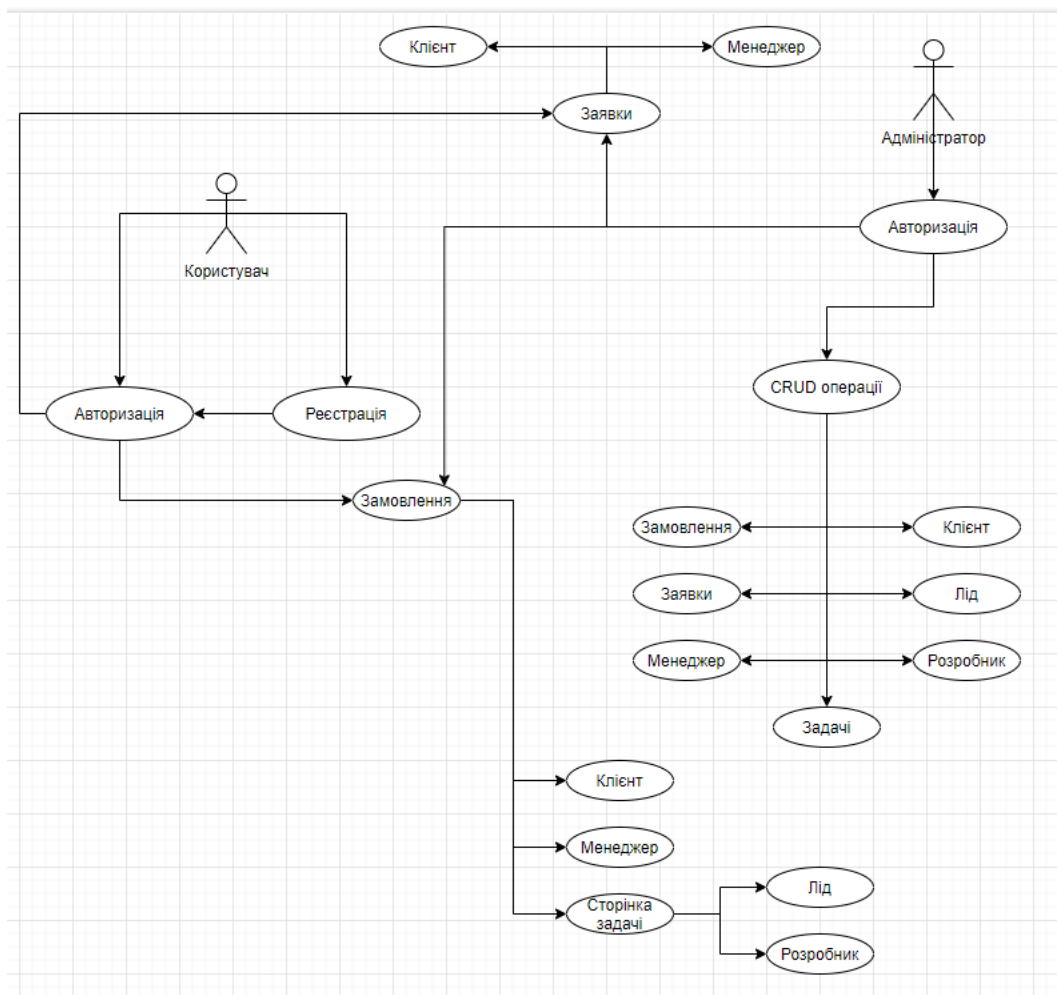 Клієнт
Менеджер
Заявки
Адміністратор
Авторизація
Користувач
CRUD операції
Авторизація
Реєстрація
Замовлення
Замовлення
Клієнт
Заявки
Лід
Менеджер
Розробник
Задачі
Клієнт
Менеджер
Сторінка
задачі
Лід
Розробник